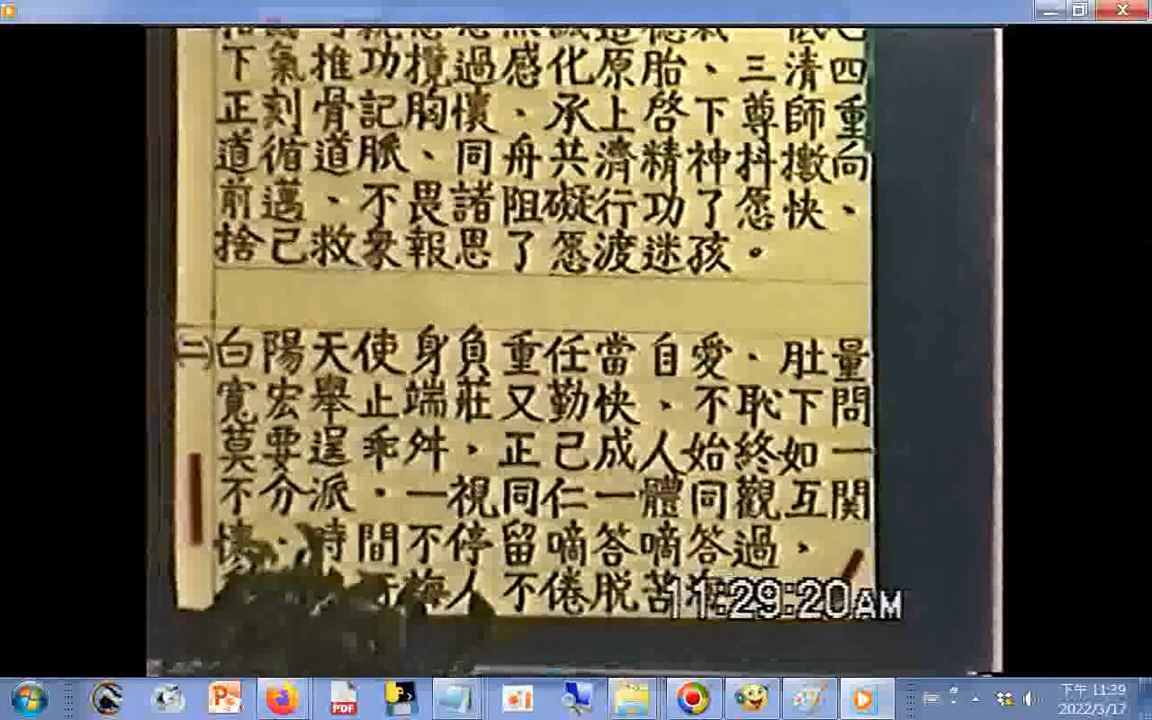 下氣推功攬過感化原胎、三清四
正刻骨記胸懷、承上啓下尊師重
道循道脈、同舟共濟精神抖擻向
前邁、不畏諸阻礙行功了愿快、
捨己救衆報恩了愿渡迷孩。
㈡白陽天使身負重任當自愛、肚量
寬宏舉止端莊又勤快、不恥下問
莫要逞乖舛、正己成人始終如一
不分派、一視同仁一體同觀互関
懷、時間不停留嘀答嘀答過、
誨人不倦脱苦
11:29:20AM
下午 11:39
2022/3/17